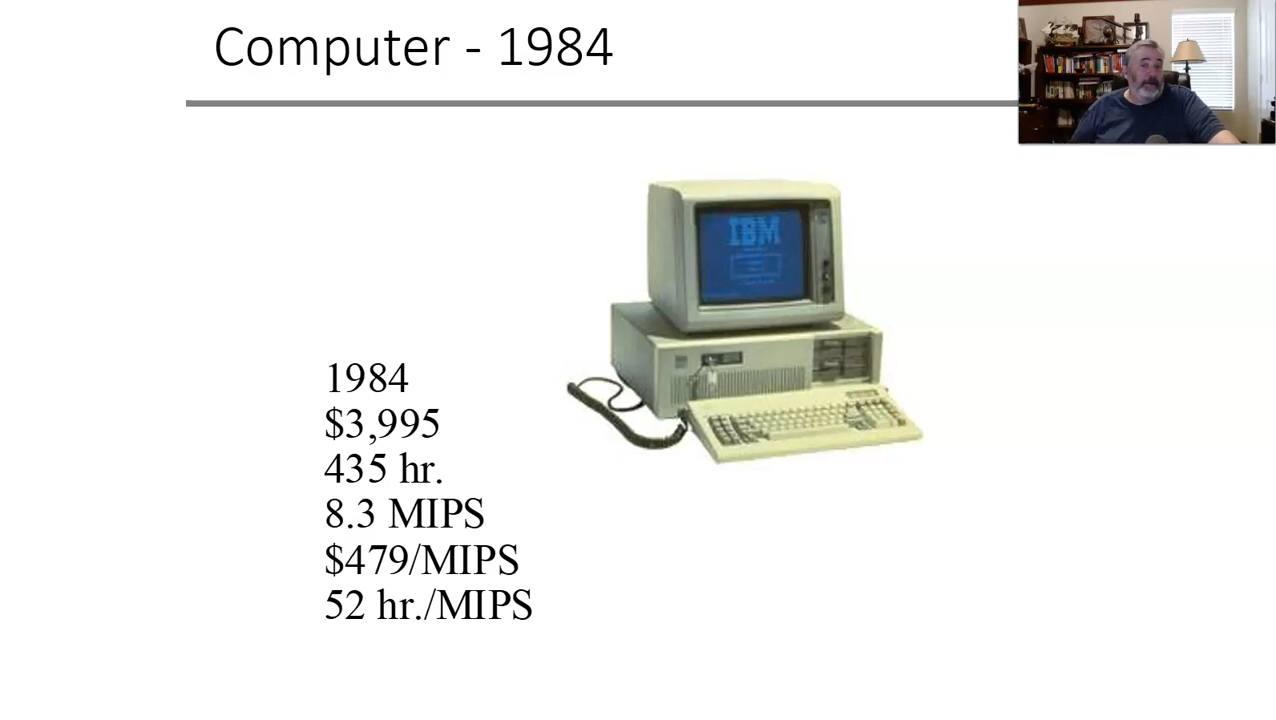 Computer - 1984
IBM
1984
$3,995
435 hr.
8.3 MIPS
$479/MIPS
52 hr./MIPS